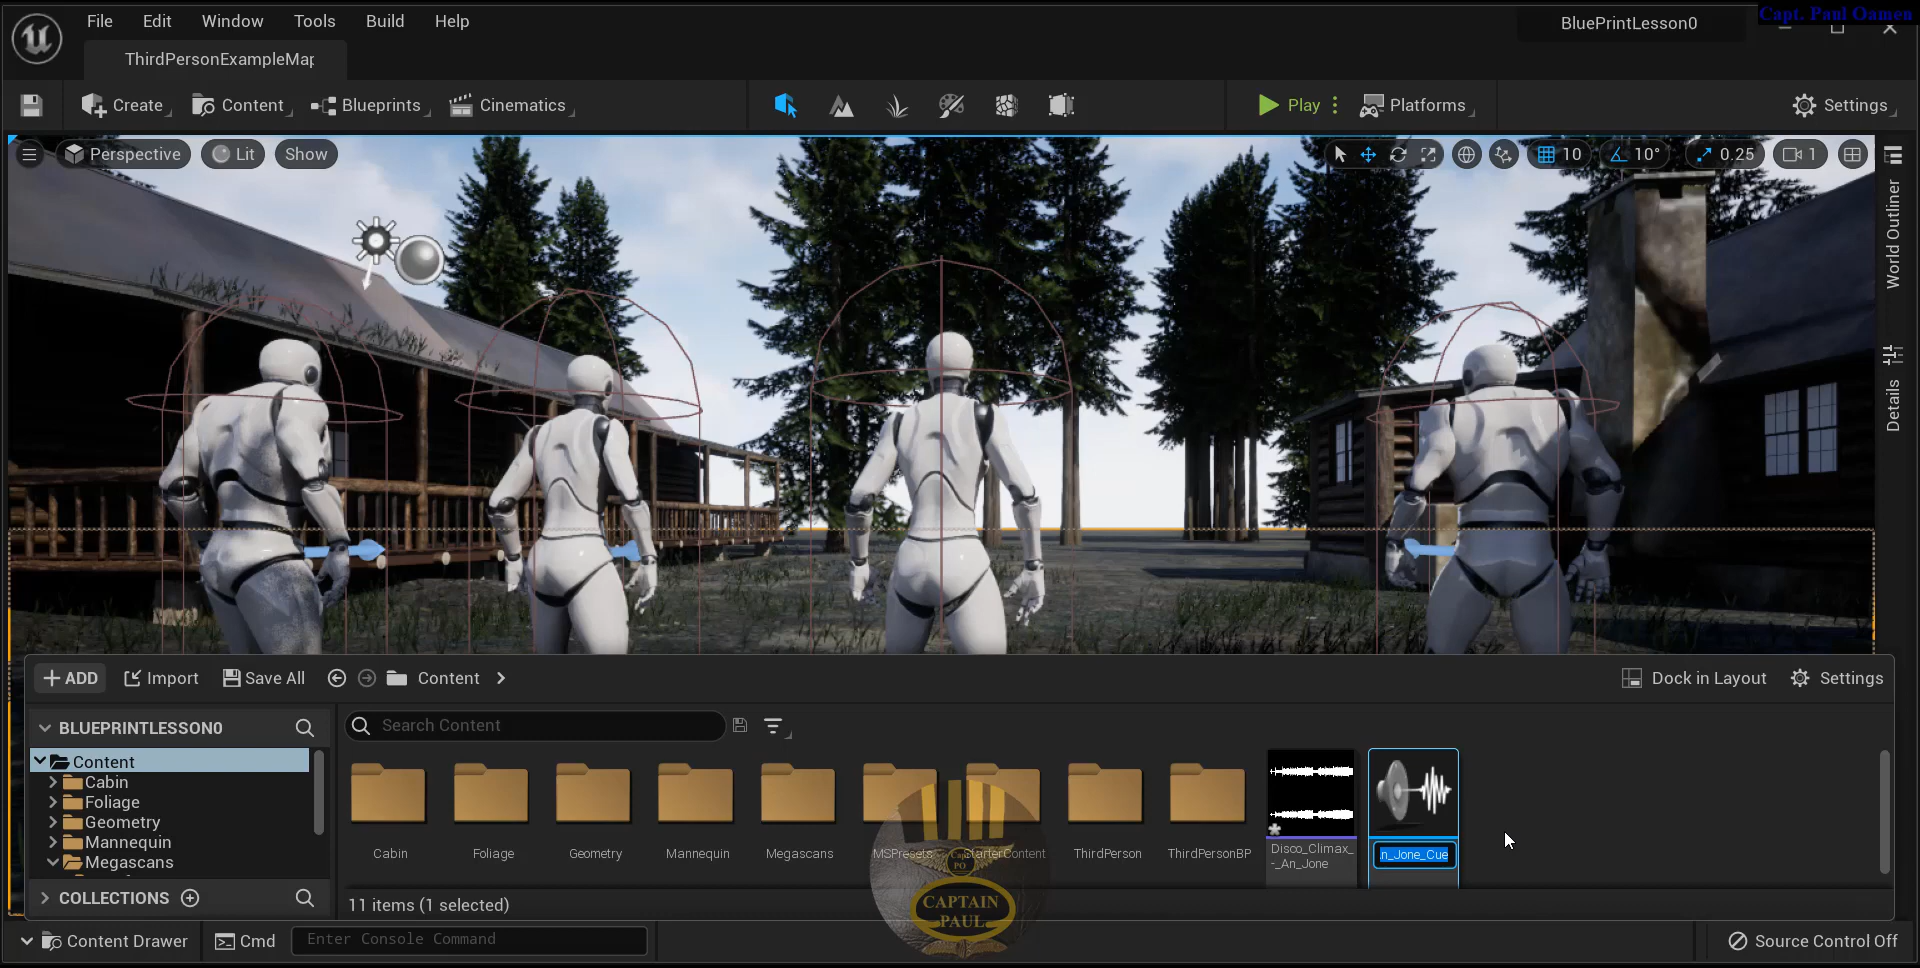 File Edit Window Tools Build Help
BluePrintLesson0
Capt. Paul Oamen
ThirdPersonExampleMap
Create Content Blueprints Cinematics Play Platforms Settings
Perspective Lit Show 10 10° 0.25 1
World Outliner
Details
ADD Import Save All Content Dock in Layout Settings
BLUEPRINTLESSON0
Search Content
Content
Cabin
Foliage
Geometry
Mannequin
Megascans
Cabin Foliage Geometry Mannequin Megascans MSPresets StarterContent ThirdPerson ThirdPersonBP
Disco_Climax_
-_An_Jone
n_Jone_Cue
COLLECTIONS
11 items (1 selected)
PO
CAPTAIN
PAUL
Content Drawer Cmd Enter Console Command Source Control Off